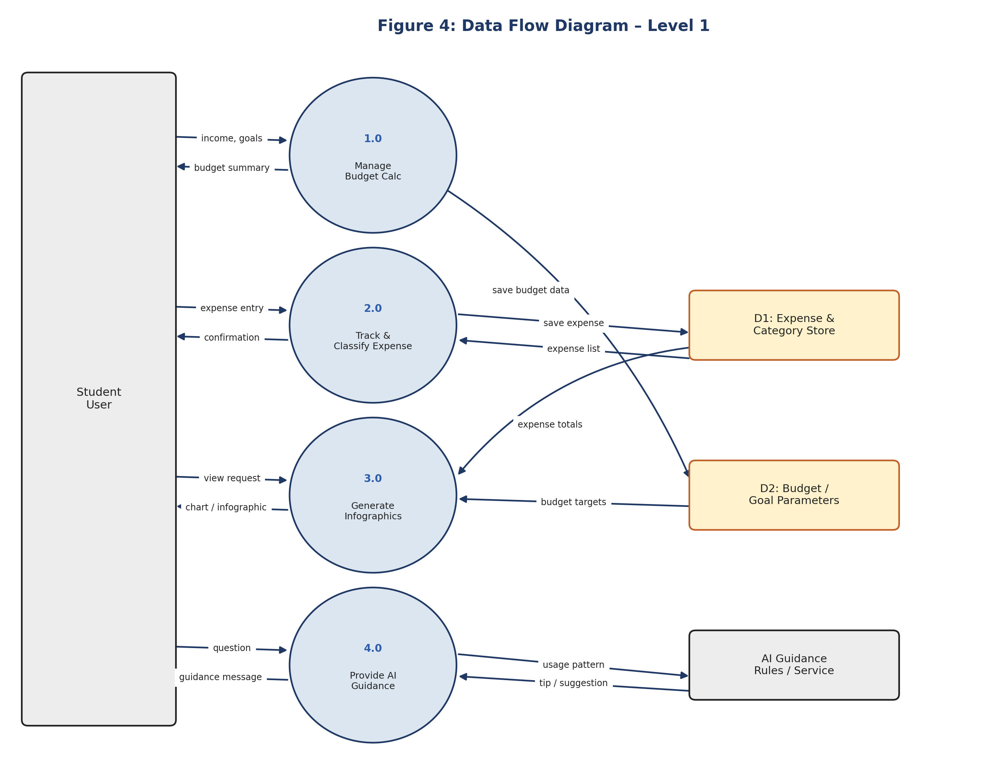 Figure 4: Data Flow Diagram – Level 1
Student
User
income, goals
budget summary
1.0
Manage
Budget Calc
expense entry
confirmation
2.0
Track &
Classify Expense
save budget data
save expense
expense list
D1: Expense &
Category Store
expense totals
view request
chart / infographic
3.0
Generate
Infographics
budget targets
D2: Budget /
Goal Parameters
question
guidance message
4.0
Provide AI
Guidance
usage pattern
tip / suggestion
AI Guidance
Rules / Service